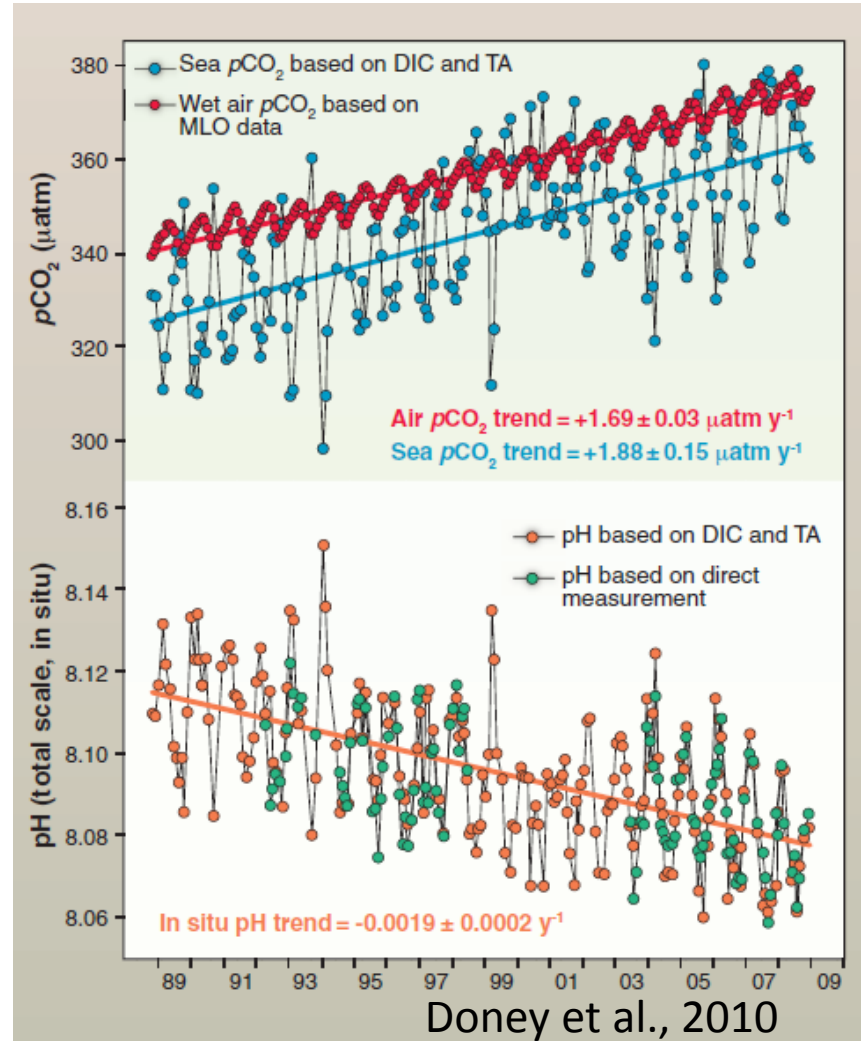 380
360
340
320
300
pCO₂ (µatm)
Sea pCO₂ based on DIC and TA
Wet air pCO₂ based on
MLO data
Air pCO₂ trend = +1.69 ± 0.03 µatm y⁻¹
Sea pCO₂ trend = +1.88 ± 0.15 µatm y⁻¹
8.16
8.14
8.12
8.10
8.08
8.06
pH (total scale, in situ)
pH based on DIC and TA
pH based on direct
measurement
In situ pH trend = -0.0019 ± 0.0002 y⁻¹
89 91 93 95 97 99 01 03 05 07 09
Doney et al., 2010